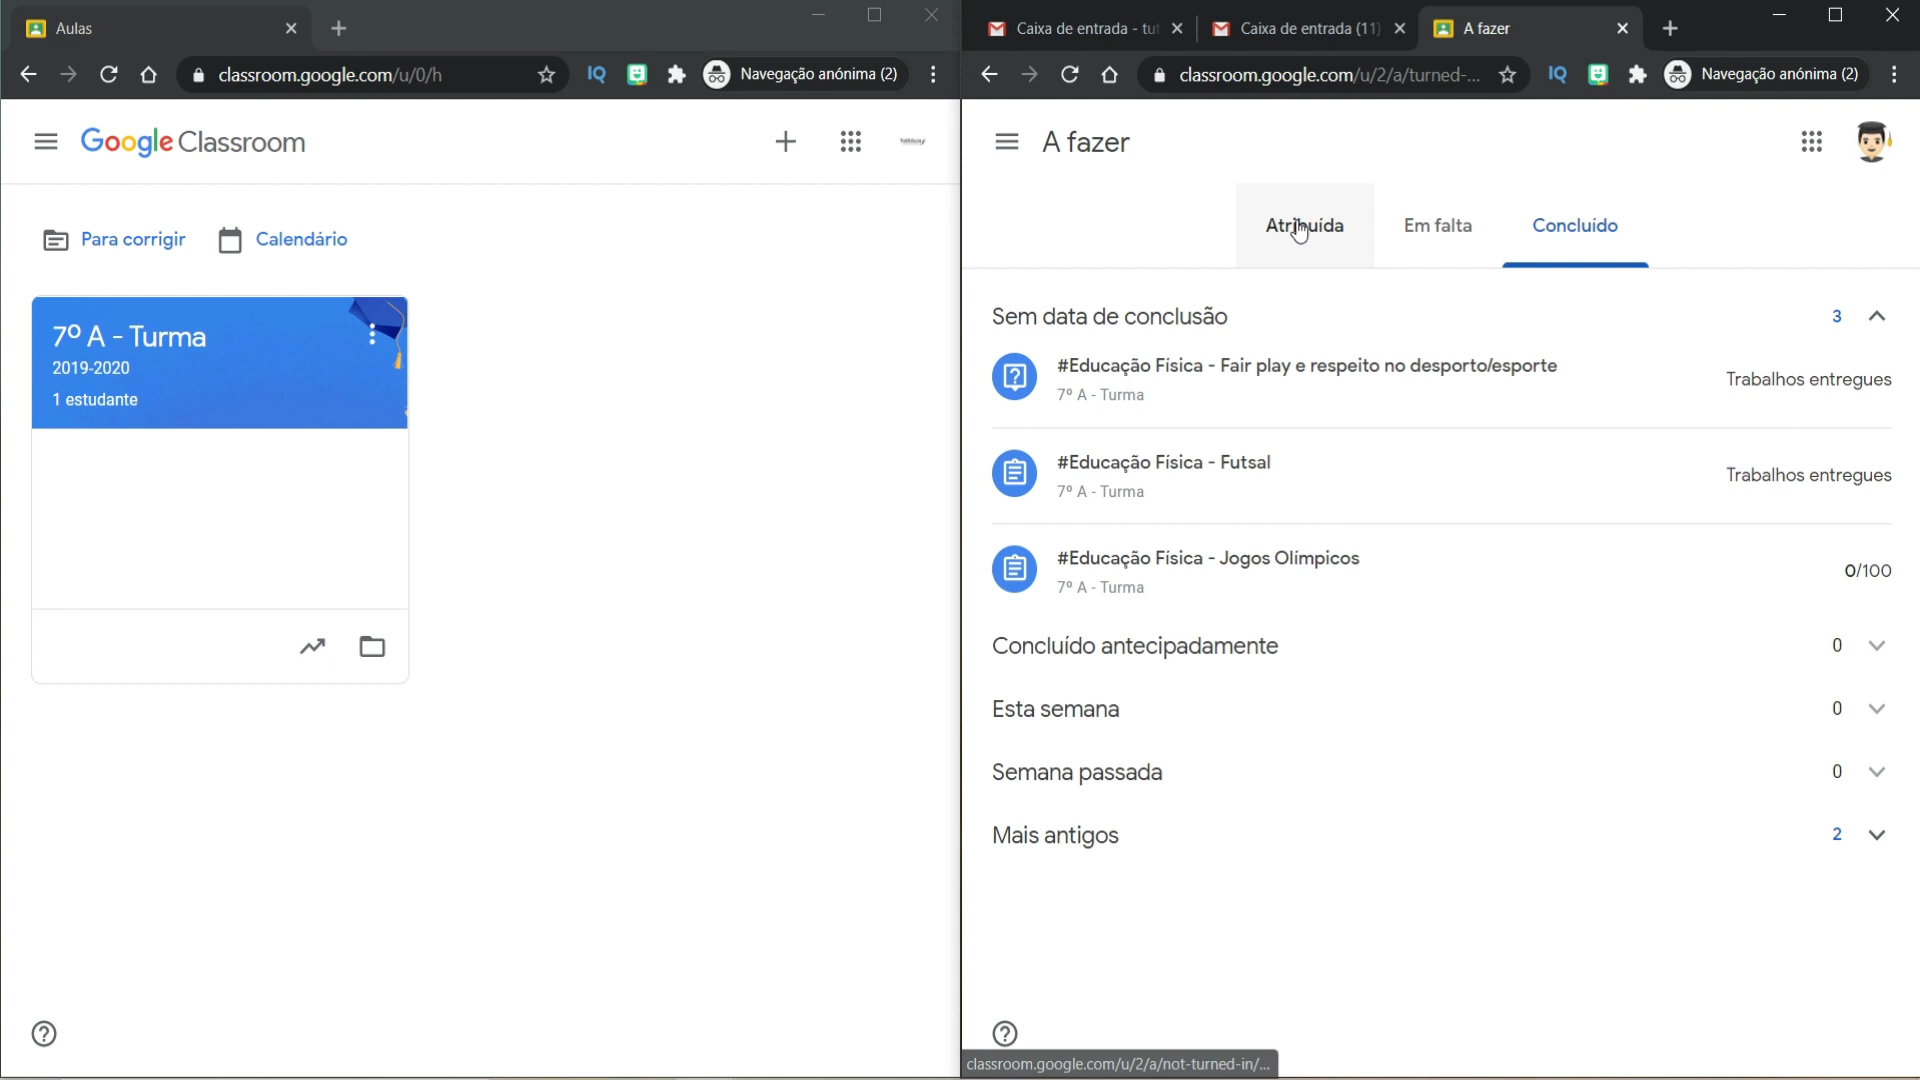 Aulas
classroom.google.com/u/0/h
IQ
Navegação anónima (2)
Google Classroom
Para corrigir
Calendário
7º A - Turma
2019-2020
1 estudante
Caixa de entrada - tut
Caixa de entrada (11)
A fazer
classroom.google.com/u/2/a/turned-...
IQ
Navegação anónima (2)
A fazer
Atribuída
Em falta
Concluído
Sem data de conclusão
3
#Educação Física - Fair play e respeito no desporto/esporte
7º A - Turma
Trabalhos entregues
#Educação Física - Futsal
7º A - Turma
Trabalhos entregues
#Educação Física - Jogos Olímpicos
7º A - Turma
0/100
Concluído antecipadamente
0
Esta semana
0
Semana passada
0
Mais antigos
2
classroom.google.com/u/2/a/not-turned-in/...